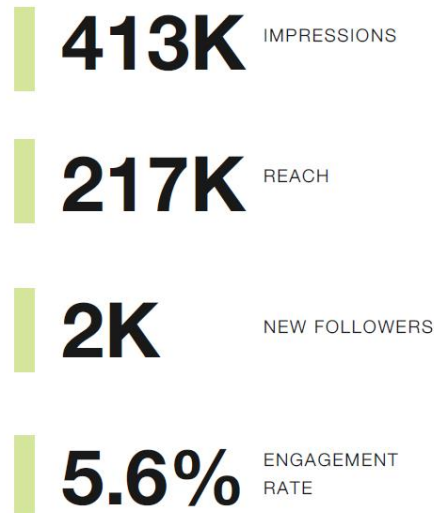 413K IMPRESSIONS
217K REACH
2K NEW FOLLOWERS
5.6% ENGAGEMENT
RATE